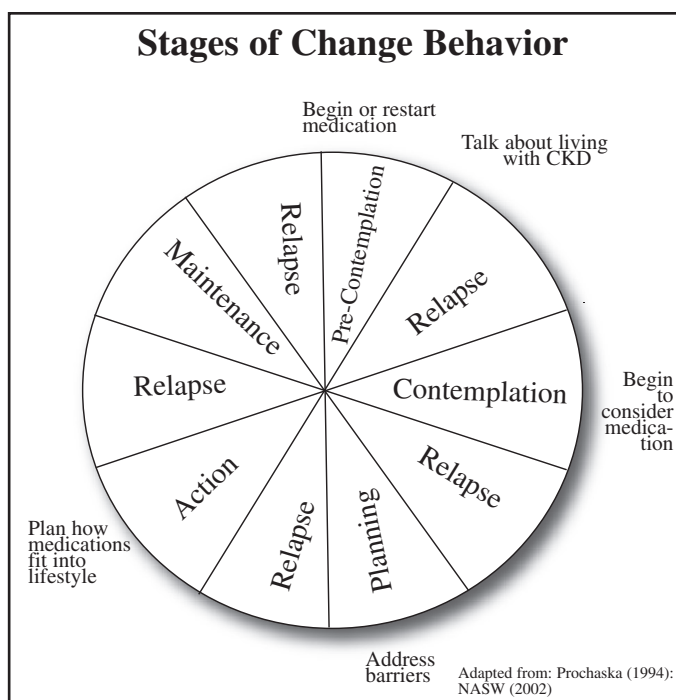 Stages of Change Behavior
Begin or restart
medication
Talk about living
with CKD
Pre-Contemplation
Relapse
Contemplation
Begin
to
consider
medica-
tion
Relapse
Planning
Address
barriers
Relapse
Action
Plan how
medications
fit into
lifestyle
Relapse
Maintenance
Relapse
Adapted from: Prochaska (1994):
NASW (2002)